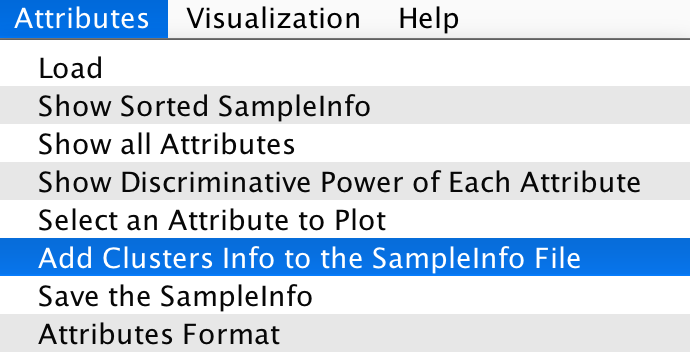 Attributes Visualization Help
Load
Show Sorted SampleInfo
Show all Attributes
Show Discriminative Power of Each Attribute
Select an Attribute to Plot
Add Clusters Info to the SampleInfo File
Save the SampleInfo
Attributes Format